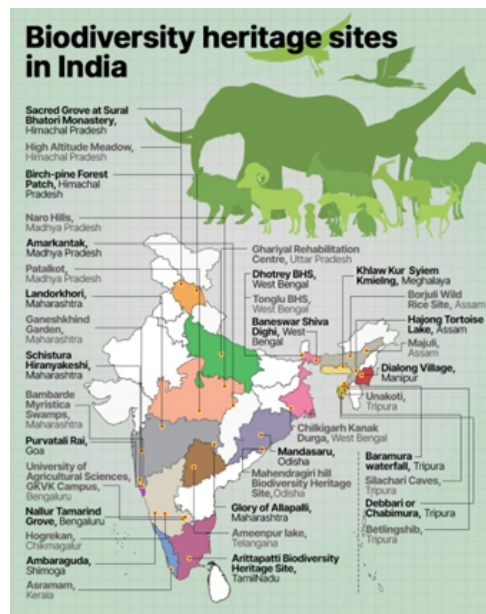 Biodiversity heritage sites
in India
Sacred Grove at Sural
Bhatori Monastery,
Himachal Pradesh
High Altitude Meadow,
Himachal Pradesh
Birch-pine Forest
Patch, Himachal
Pradesh
Naro Hills,
Madhya Pradesh
Amarkantak,
Madhya Pradesh
Patalkot,
Madhya Pradesh
Landorkhori,
Maharashtra
Ganeshkhind
Garden,
Maharashtra
Schistura
Hiranyakeshi,
Maharashtra
Bambarde
Myristica
Swamps,
Maharashtra
Purvatali Rai,
Goa
University of
Agricultural Sciences,
GKVK Campus,
Bengaluru
Nallur Tamarind
Grove, Bengaluru
Hogrekan,
Chikmagalur
Ambaraguda,
Shimoga
Asramam,
Kerala
Ghariyal Rehabilitation
Centre, Uttar Pradesh
Dhotrey BHS,
West Bengal
Tonglu BHS,
West Bengal
Baneswar Shiva
Dighi, West
Bengal
Khlaw Kur Syiem
Kmieing, Meghalaya
Borjuli Wild
Rice Site, Assam
Hajong Tortoise
Lake, Assam
Majuli,
Assam
Dialong Village,
Manipur
Unakoti,
Tripura
Chilkigarh Kanak
Durga, West Bengal
Mandasaru,
Odisha
Mahendragiri hill
Biodiversity Heritage
Site, Odisha
Glory of Allapalli,
Maharashtra
Ameenpur lake,
Telangana
Arittapatti Biodiversity
Heritage Site,
TamilNadu
Baramura
waterfall, Tripura
Silachari Caves,
Tripura
Debbari or
Chabimura, Tripura
Betlingshib,
Tripura